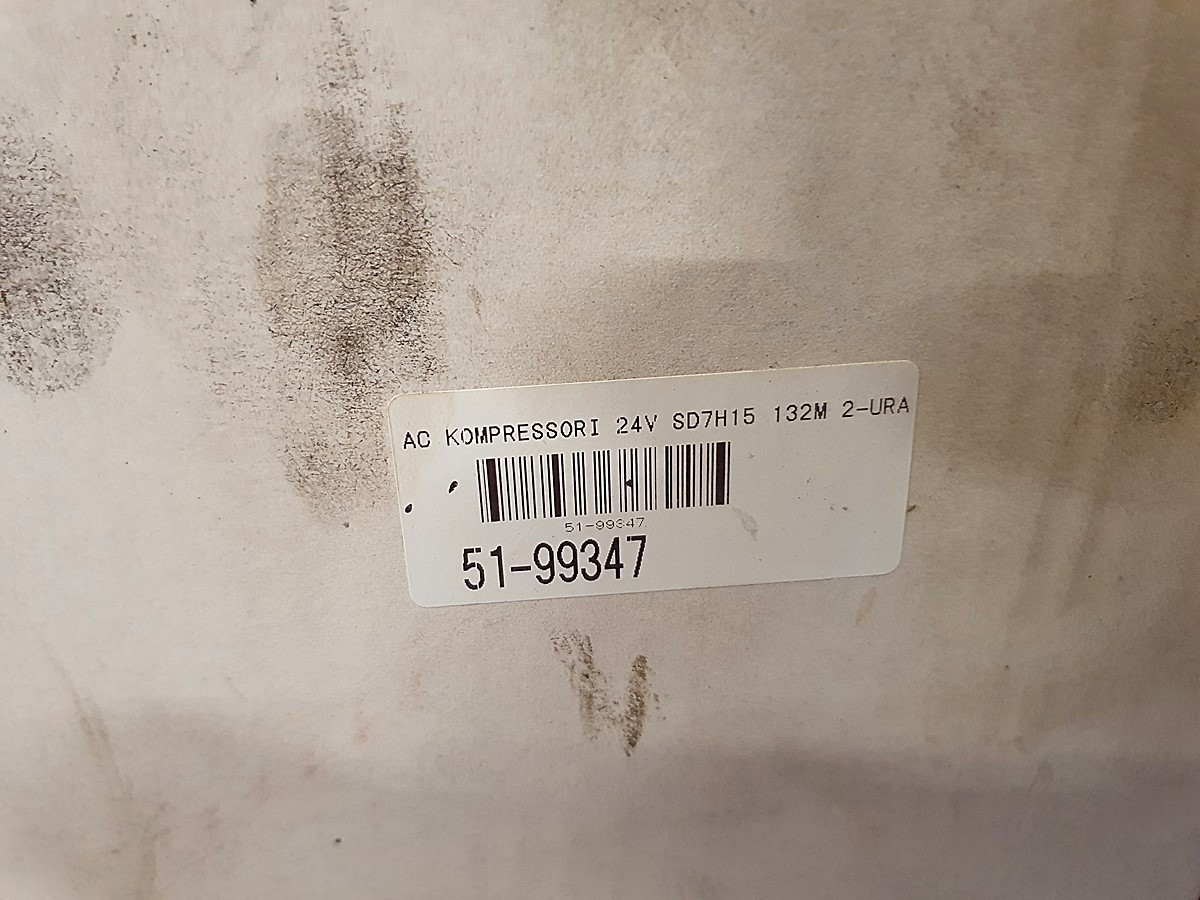 AC KOMPRESSORI 24V SD7H15 132M 2-URA
51-99347
51-99347